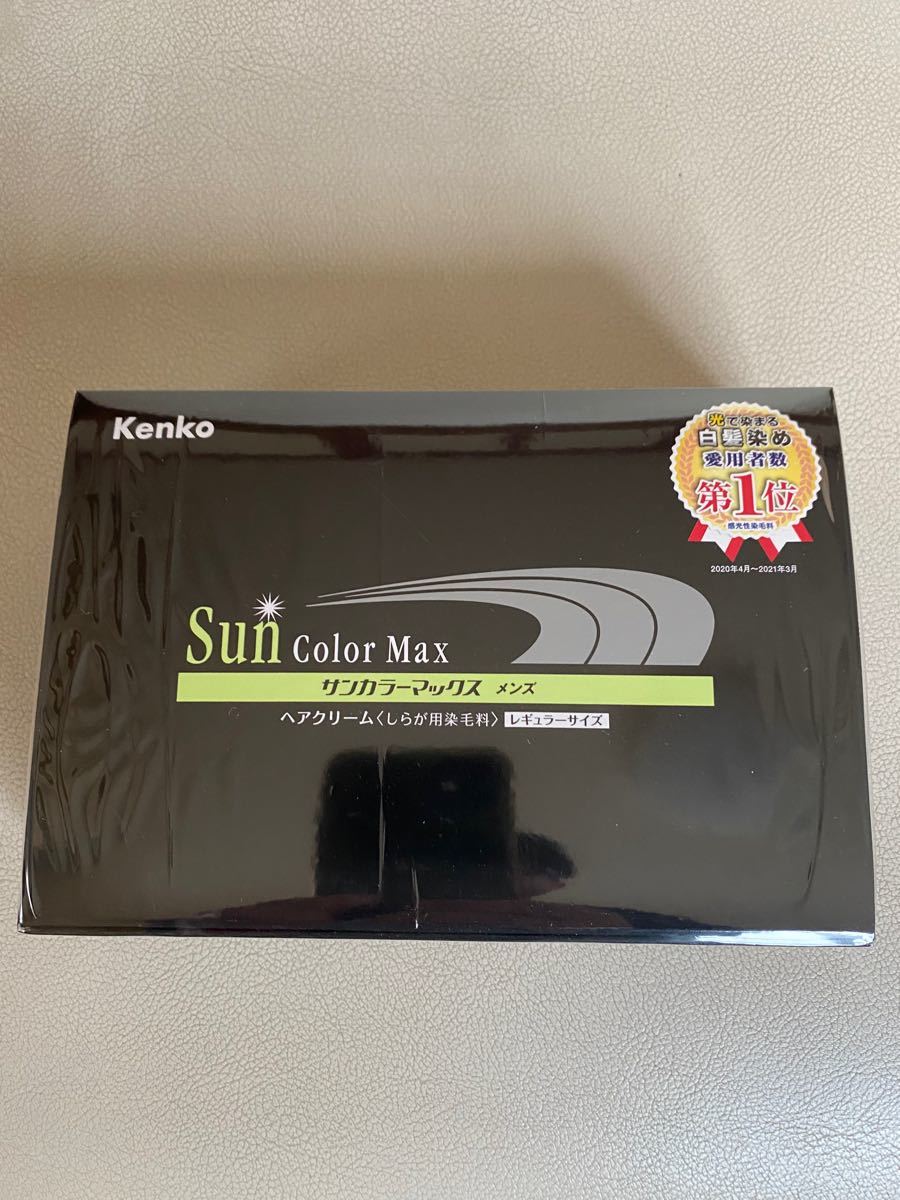 Kenko
光で染まる
白髪染め
愛用者数
第1位
感光性染毛料
2020年4月〜2021年3月
Sun Color Max
サンカラーマックス メンズ
ヘアクリーム〈しらが用染毛料〉 レギュラーサイズ